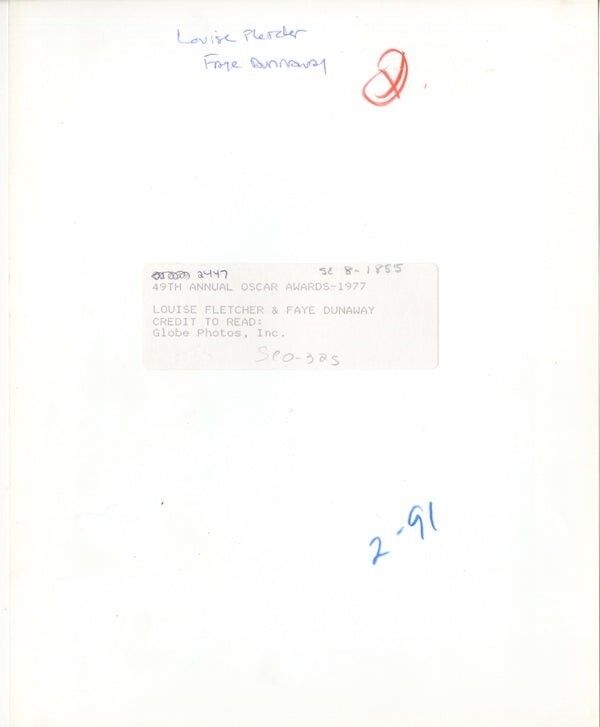 Louise Fletcher
Faye Dunaway
2447 SE 8-1855
49TH ANNUAL OSCAR AWARDS-1977
LOUISE FLETCHER & FAYE DUNAWAY
CREDIT TO READ:
Globe Photos, Inc.
SCO-325
2-91